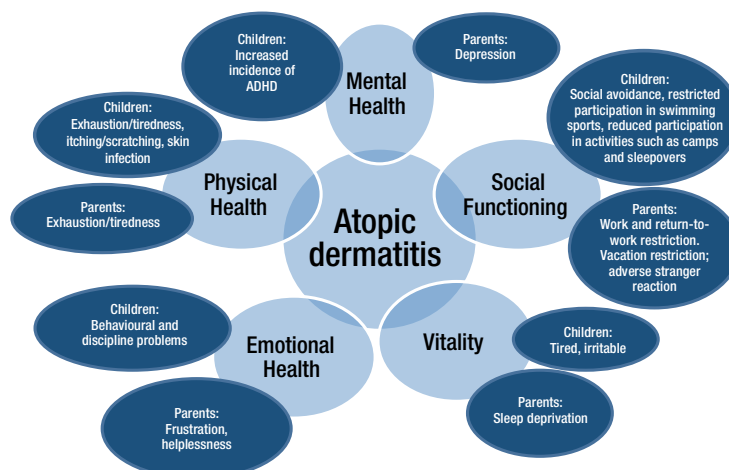 Children:
Increased
incidence of
ADHD
Mental
Health
Parents:
Depression
Children:
Social avoidance, restricted
participation in swimming
sports, reduced participation
in activities such as camps
and sleepovers
Children:
Exhaustion/tiredness,
itching/scratching, skin
infection
Physical
Health
Parents:
Exhaustion/tiredness
Social
Functioning
Parents:
Work and return-to-
work restriction.
Vacation restriction;
adverse stranger
reaction
Atopic
dermatitis
Children:
Behavioural and
discipline problems
Emotional
Health
Parents:
Frustration,
helplessness
Vitality
Children:
Tired, irritable
Parents:
Sleep deprivation